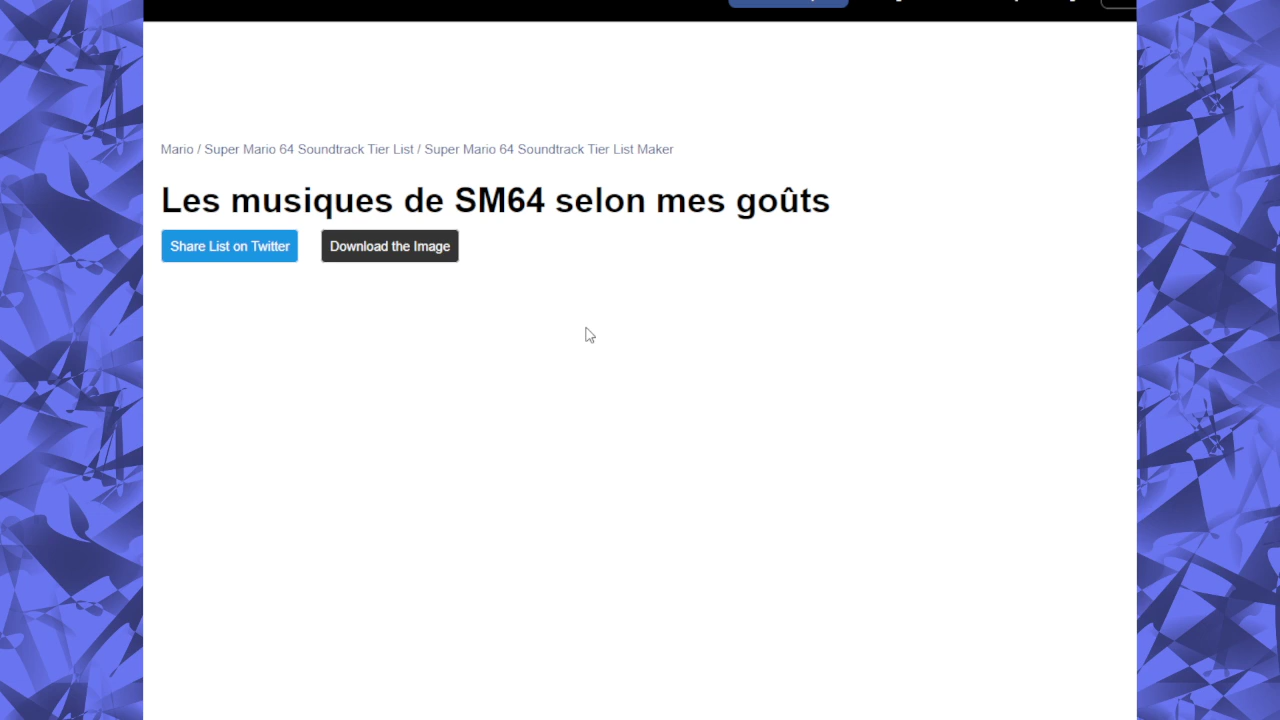 Mario / Super Mario 64 Soundtrack Tier List / Super Mario 64 Soundtrack Tier List Maker
Les musiques de SM64 selon mes goûts
Share List on Twitter
Download the Image